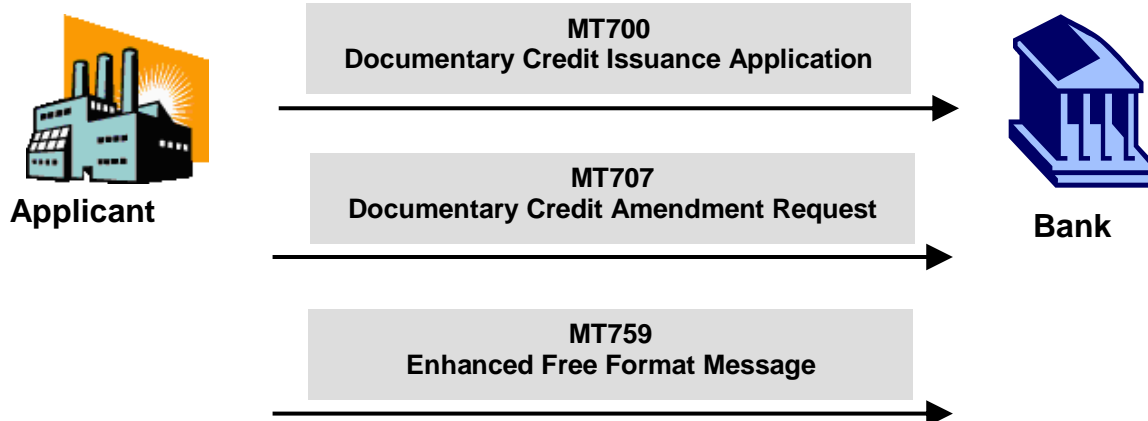 MT700
Documentary Credit Issuance Application
MT707
Documentary Credit Amendment Request
Applicant
Bank
MT759
Enhanced Free Format Message